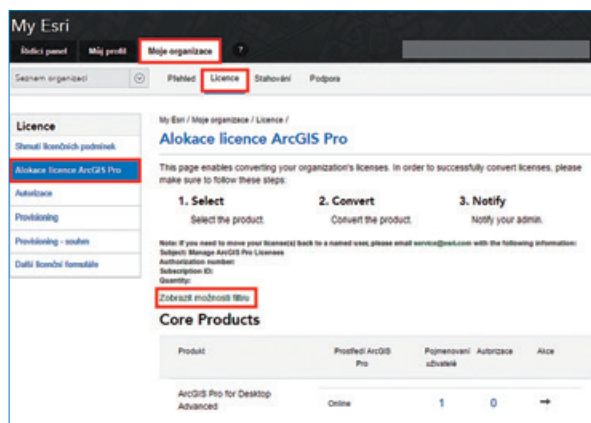 My Esri
Řídicí panel Můj profil Moje organizace ?
Seznam organizací Přehled Licence Stahování Podpora
Licence
Shrnutí licenčních podmínek
Alokace licence ArcGIS Pro
Autorizace
Provisioning
Provisioning - souhrn
Další licenční formuláře
My Esri / Moje organizace / Licence /
Alokace licence ArcGIS Pro
This page enables converting your organization's licenses. In order to successfully convert licenses, please
make sure to follow these steps:
1. Select 2. Convert 3. Notify
Select the product. Convert the product. Notify your admin.
Note: If you need to move your license(s) back to a named user, please email service@esri.com with the following information:
Subject: Manage ArcGIS Pro Licenses
Authorization number:
Subscription ID:
Quantity:
Zobrazit možnosti filtru
Core Products
Produkt Prostředí ArcGIS Pojmenovaní Autorizace Akce
Pro uživatelé
ArcGIS Pro for Desktop
Advanced Online 1 0 →